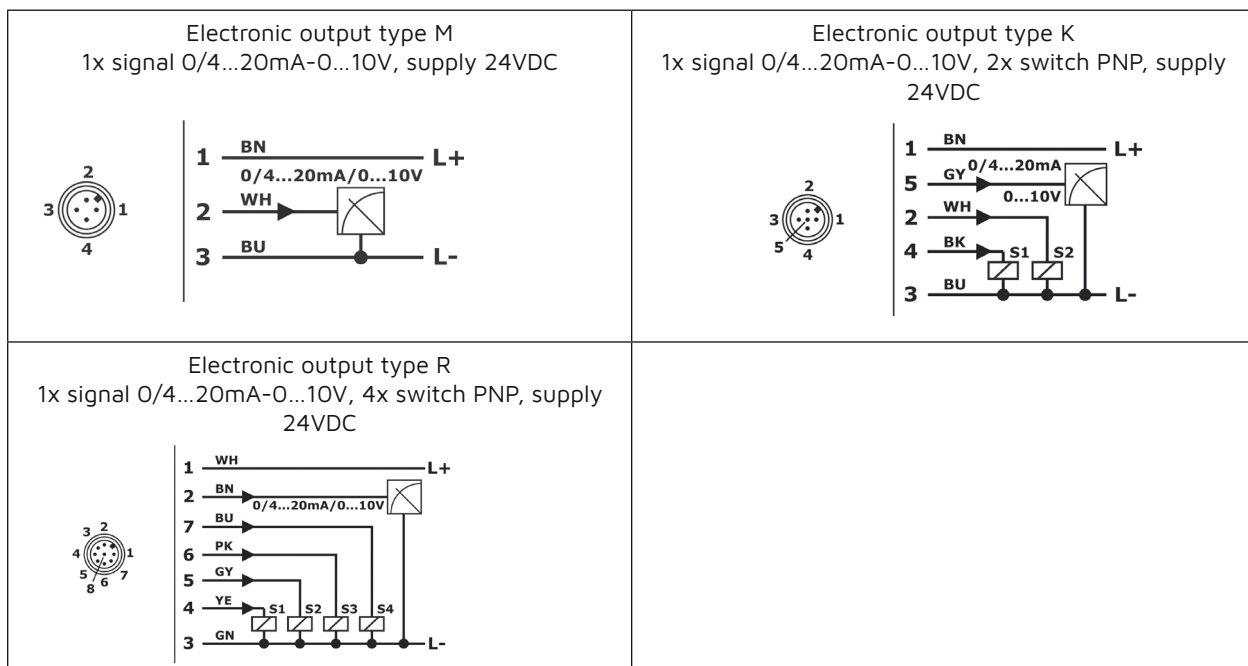 Electronic output type M
1x signal 0/4...20mA-0...10V, supply 24VDC
2
3 1
4
1 BN L+
0/4...20mA/0...10V
2 WH
3 BU L-
Electronic output type K
1x signal 0/4...20mA-0...10V, 2x switch PNP, supply
24VDC
2
3 1
5 4
1 BN L+
5 GY 0/4...20mA
0...10V
2 WH
4 BK S1 S2
3 BU L-
Electronic output type R
1x signal 0/4...20mA-0...10V, 4x switch PNP, supply
24VDC
3 2
4 1
5 6 7
8
1 WH L+
2 BN
0/4...20mA/0...10V
7 BU
6 PK
5 GY
4 YE S1 S2 S3 S4
3 GN L-